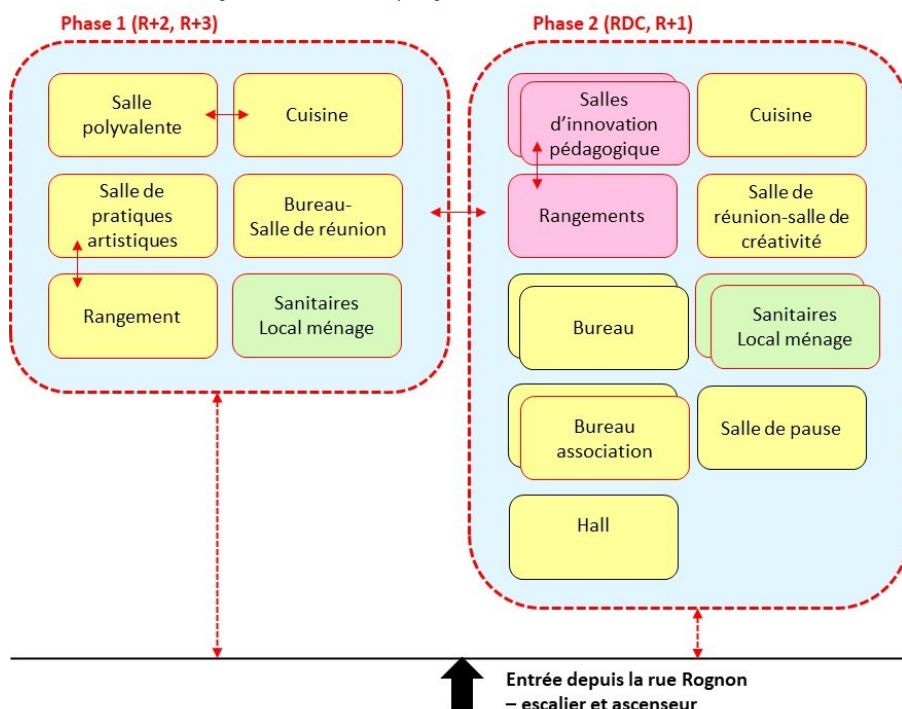 Phase 1 (R+2, R+3)
Salle
polyvalente
Cuisine
Salle de
pratiques
artistiques
Bureau-
Salle de réunion
Rangement
Sanitaires
Local ménage
Phase 2 (RDC, R+1)
Salles
d’innovation
pédagogique
Cuisine
Rangements
Salle de
réunion-salle de
créativité
Bureau
Sanitaires
Local ménage
Bureau
association
Salle de pause
Hall
Entrée depuis la rue Rognon
– escalier et ascenseur